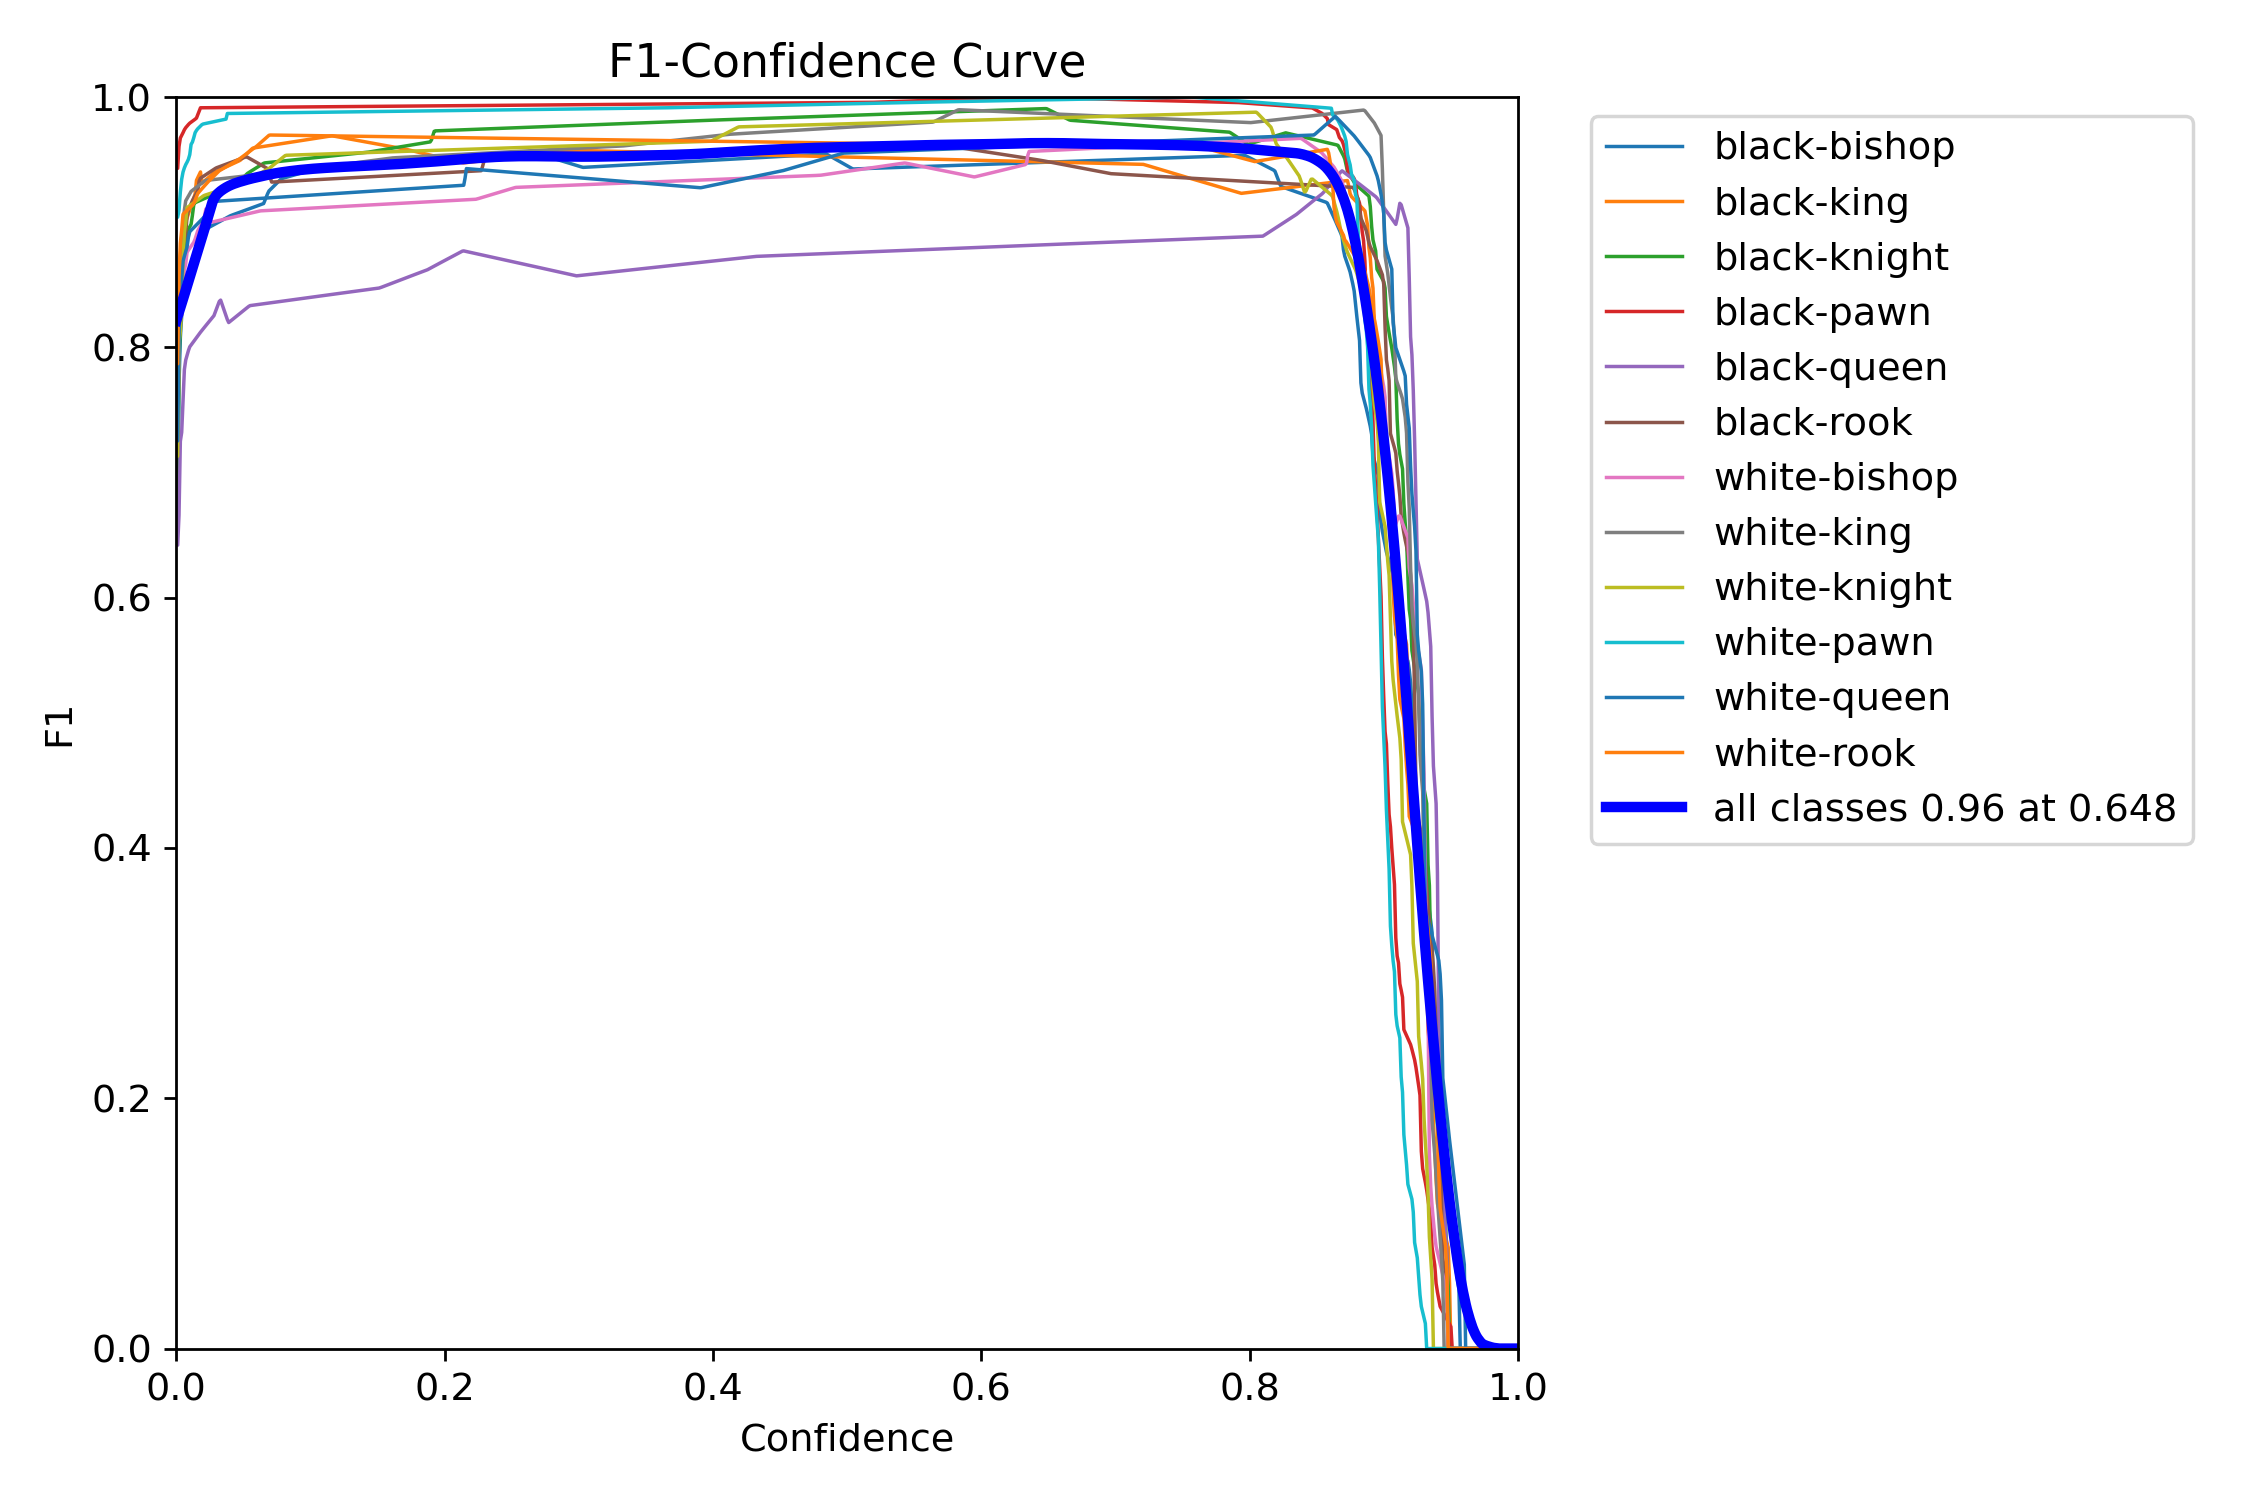 F1-Confidence Curve
1.0
0.8
0.6
0.4
0.2
0.0
F1
0.0 0.2 0.4 0.6 0.8 1.0
Confidence
black-bishop
black-king
black-knight
black-pawn
black-queen
black-rook
white-bishop
white-king
white-knight
white-pawn
white-queen
white-rook
all classes 0.96 at 0.648